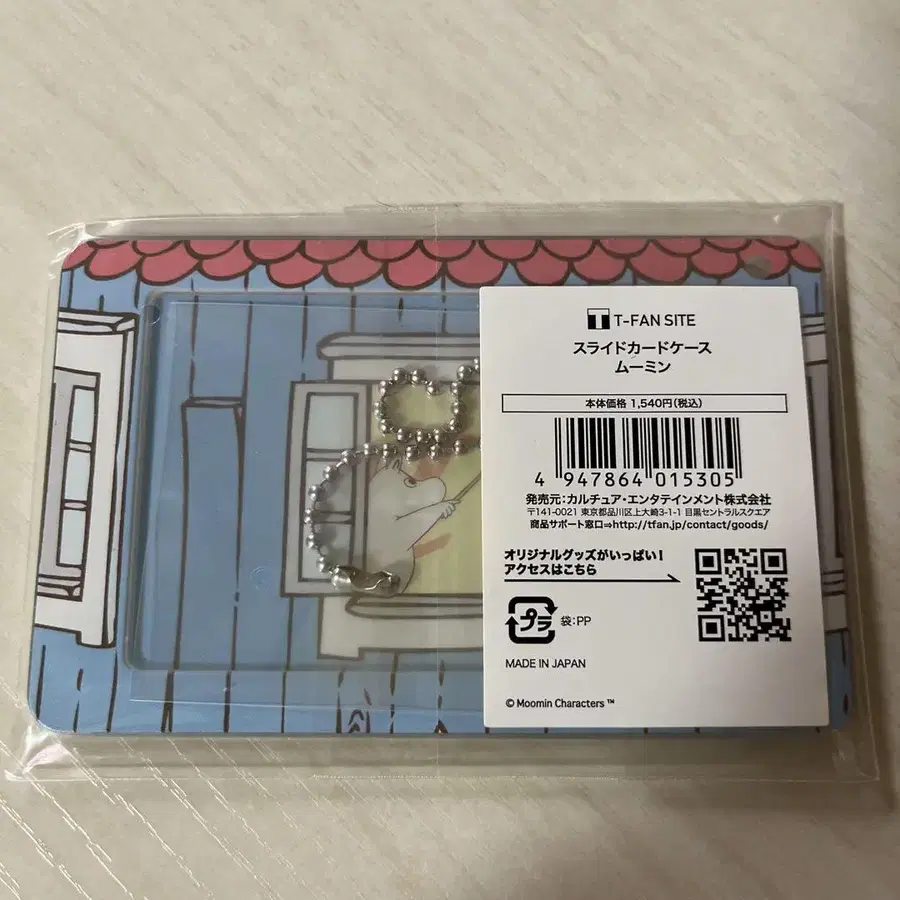 T-FAN SITE
スライドカードケース
ムーミン
本体価格 1,540円(税込)
4 947864 015305
発売元:カルチュア・エンタテインメント株式会社
〒141-0021 東京都品川区上大崎3-1-1 目黒セントラルスクエア
商品サポート窓口⇒http://tfan.jp/contact/goods/
オリジナルグッズがいっぱい!
アクセスはこちら
プラ 袋:PP
MADE IN JAPAN
© Moomin Characters ™